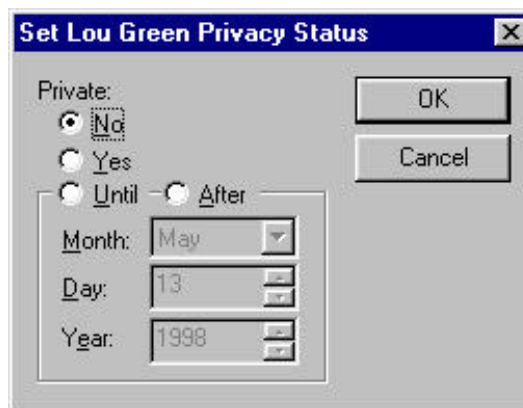 Set Lou Green Privacy Status
Private:
No
Yes
Until After
Month: May
Day: 13
Year: 1998
OK
Cancel